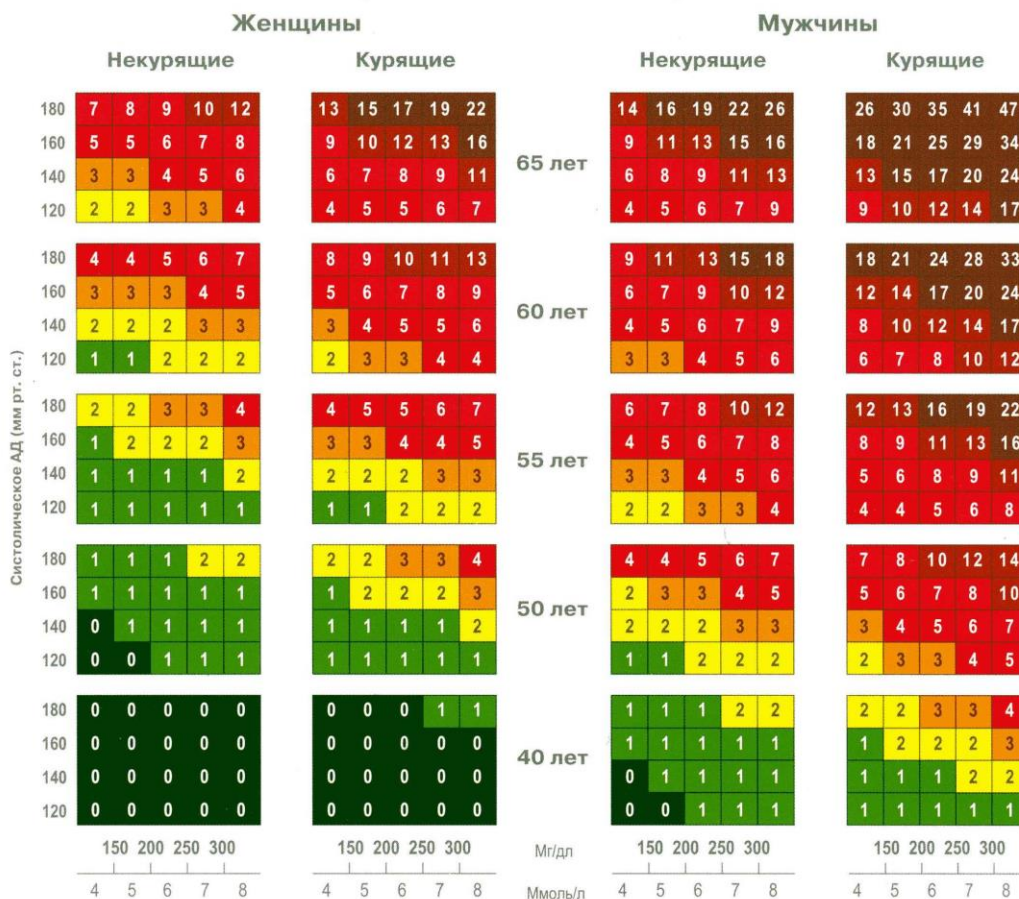 Женщины Мужчины
Некурящие Курящие Некурящие Курящие
Систолическое АД (мм рт. ст.)
180 7 8 9 10 12 13 15 17 19 22 14 16 19 22 26 26 30 35 41 47
160 5 5 6 7 8 9 10 12 13 16 9 11 13 15 16 18 21 25 29 34
65 лет
140 3 3 4 5 6 6 7 8 9 11 6 8 9 11 13 13 15 17 20 24
120 2 2 3 3 4 4 5 5 6 7 4 5 6 7 9 9 10 12 14 17
180 4 4 5 6 7 8 9 10 11 13 9 11 13 15 18 18 21 24 28 33
160 3 3 3 4 5 5 6 7 8 9 6 7 9 10 12 12 14 17 20 24
60 лет
140 2 2 2 3 3 3 4 5 5 6 4 5 6 7 9 8 10 12 14 17
120 1 1 2 2 2 2 3 3 4 4 3 3 4 5 6 6 7 8 10 12
180 2 2 3 3 4 4 5 5 6 7 6 7 8 10 12 12 13 16 19 22
160 1 2 2 2 3 3 3 4 4 5 4 5 6 7 8 8 9 11 13 16
55 лет
140 1 1 1 1 2 2 2 2 3 3 3 3 4 5 6 5 6 8 9 11
120 1 1 1 1 1 1 1 2 2 2 2 2 3 3 4 4 4 5 6 8
180 1 1 1 2 2 2 2 3 3 4 4 4 5 6 7 7 8 10 12 14
160 1 1 1 1 1 1 2 2 2 3 2 3 3 4 5 5 6 7 8 10
50 лет
140 0 1 1 1 1 1 1 1 1 2 2 2 2 3 3 3 4 5 6 7
120 0 0 1 1 1 1 1 1 1 1 1 1 2 2 2 2 3 3 4 5
180 0 0 0 0 0 0 0 0 1 1 1 1 1 2 2 2 2 3 3 4
160 0 0 0 0 0 0 0 0 0 0 1 1 1 1 1 1 2 2 2 3
40 лет
140 0 0 0 0 0 0 0 0 0 0 0 1 1 1 1 1 1 1 2 2
120 0 0 0 0 0 0 0 0 0 0 0 0 1 1 1 1 1 1 1 1
150 200 250 300 150 200 250 300 Мг/дл 150 200 250 300 150 200 250 300
4 5 6 7 8 4 5 6 7 8 Ммоль/л 4 5 6 7 8 4 5 6 7 8